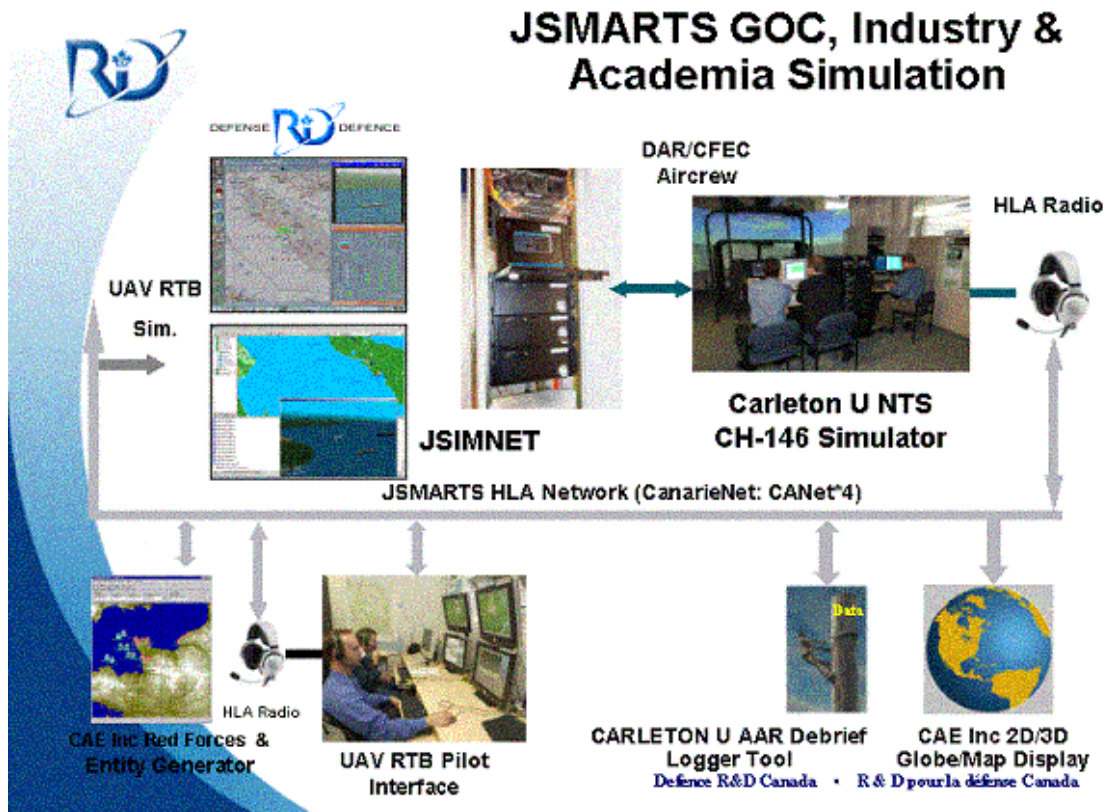 JSMARTS GOC, Industry &
Academia Simulation
RD
DEFENSE RD DEFENCE
DAR/CFEC
Aircrew
HLA Radio
UAV RTB
Sim.
JSIMNET
Carleton U NTS
CH-146 Simulator
JSMARTS HLA Network (CanarieNet: CANet*4)
Data
HLA Radio
CAE Inc Red Forces &
Entity Generator
UAV RTB Pilot
Interface
CARLETON U AAR Debrief
Logger Tool
CAE Inc 2D/3D
Globe/Map Display
Defence R&D Canada • R & D pour la défense Canada